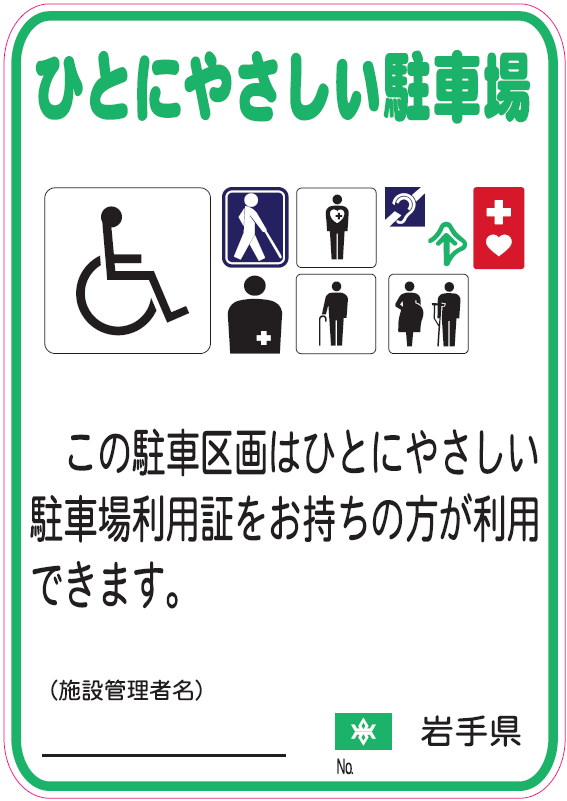 ひとにやさしい駐車場
この駐車区画はひとにやさしい
駐車場利用証をお持ちの方が利用
できます。
（施設管理者名）
岩手県
No.